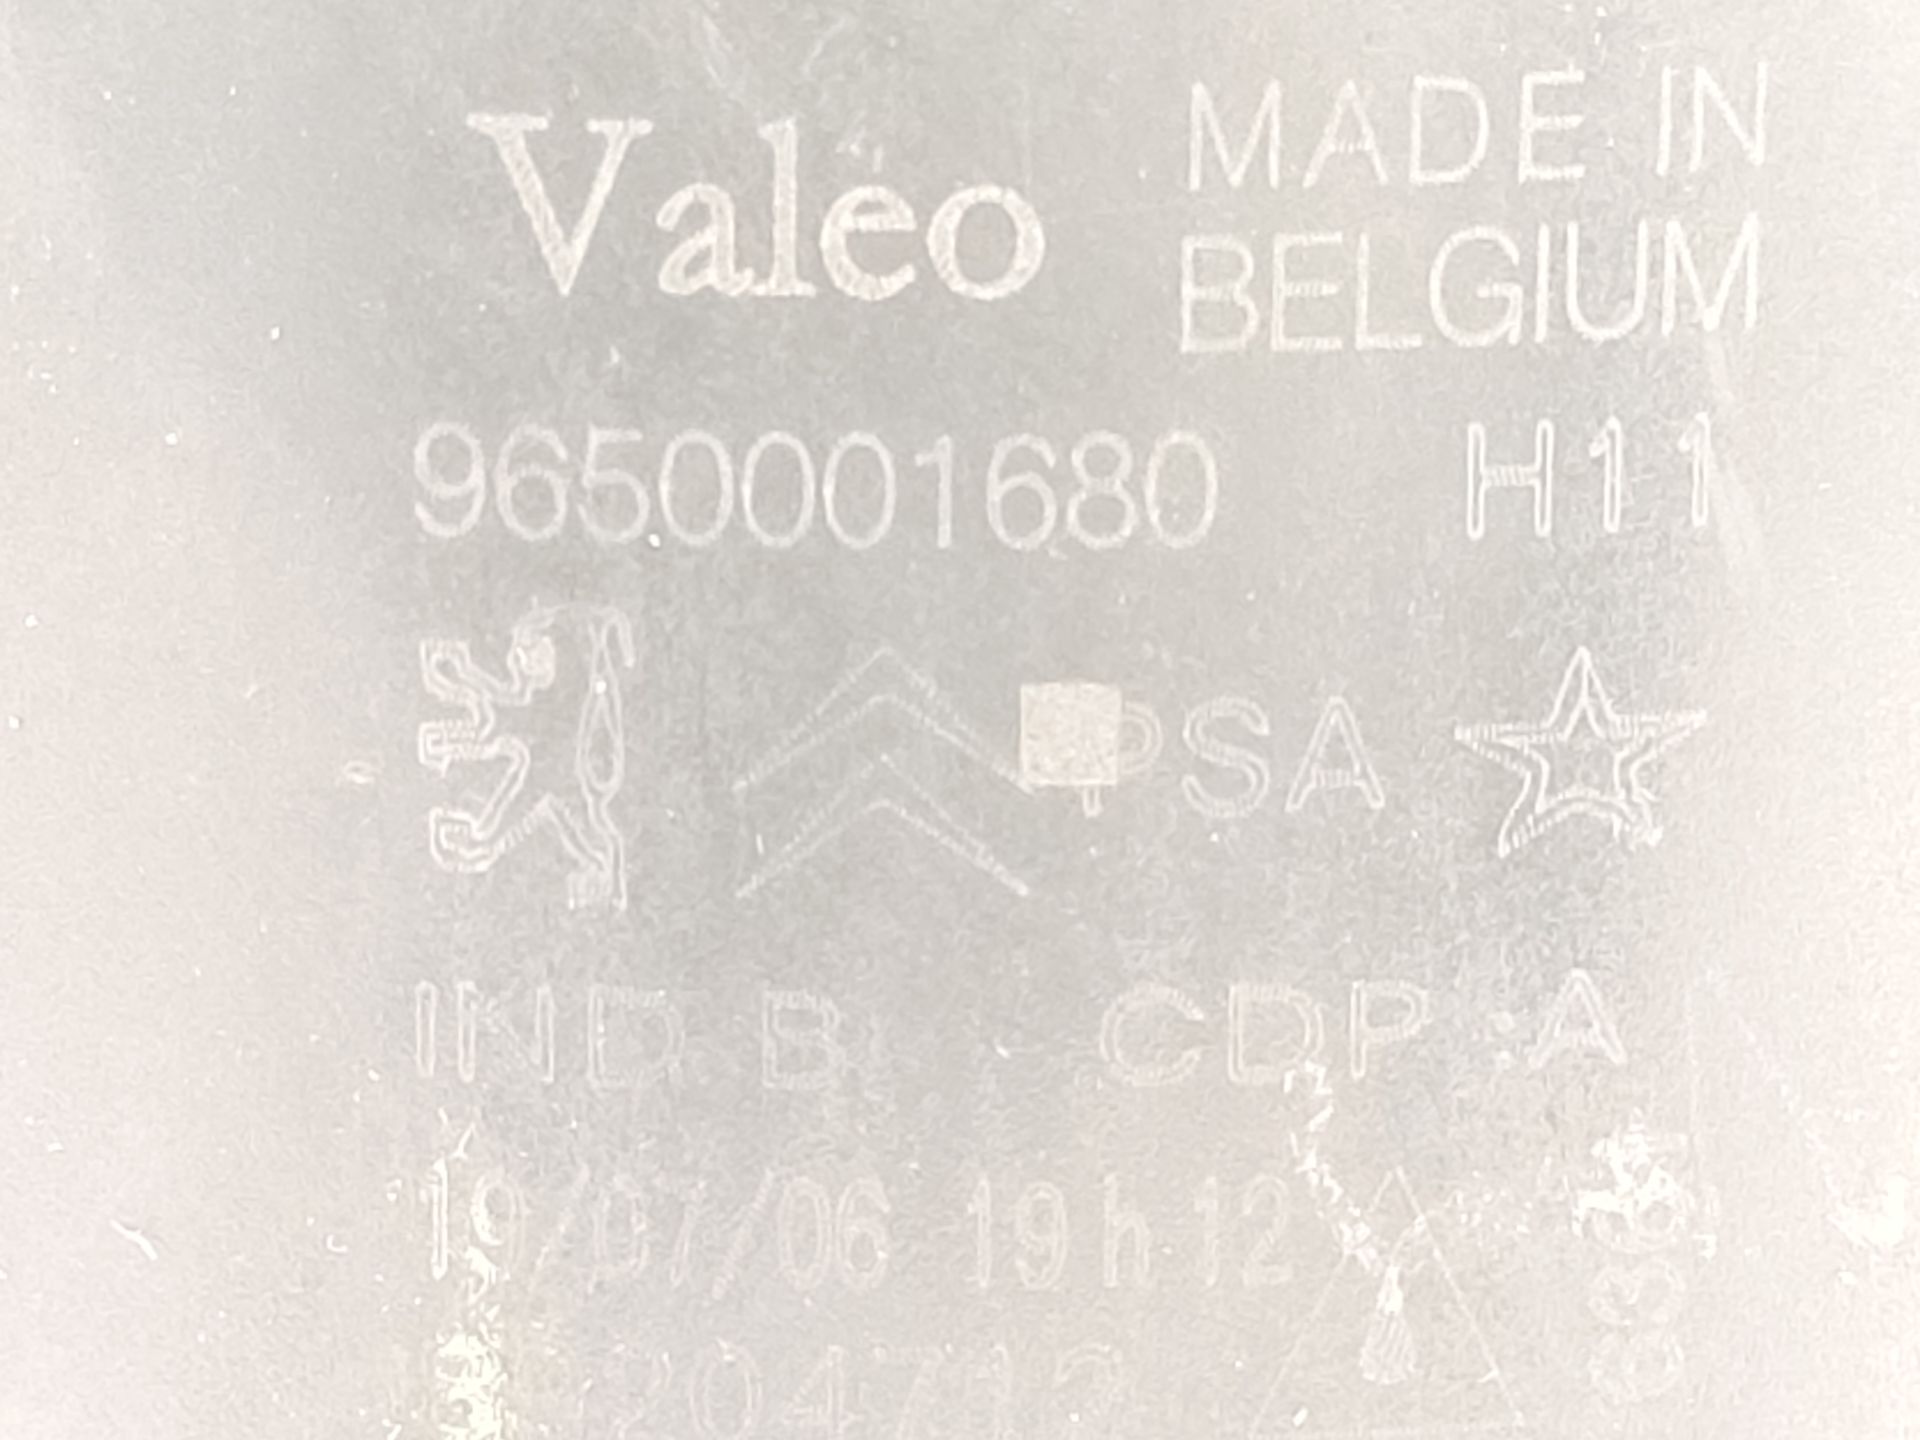 Valeo
MADE IN
BELGIUM
9650001680 H11
PSA
IND B CDP A
19/07/06 19h12